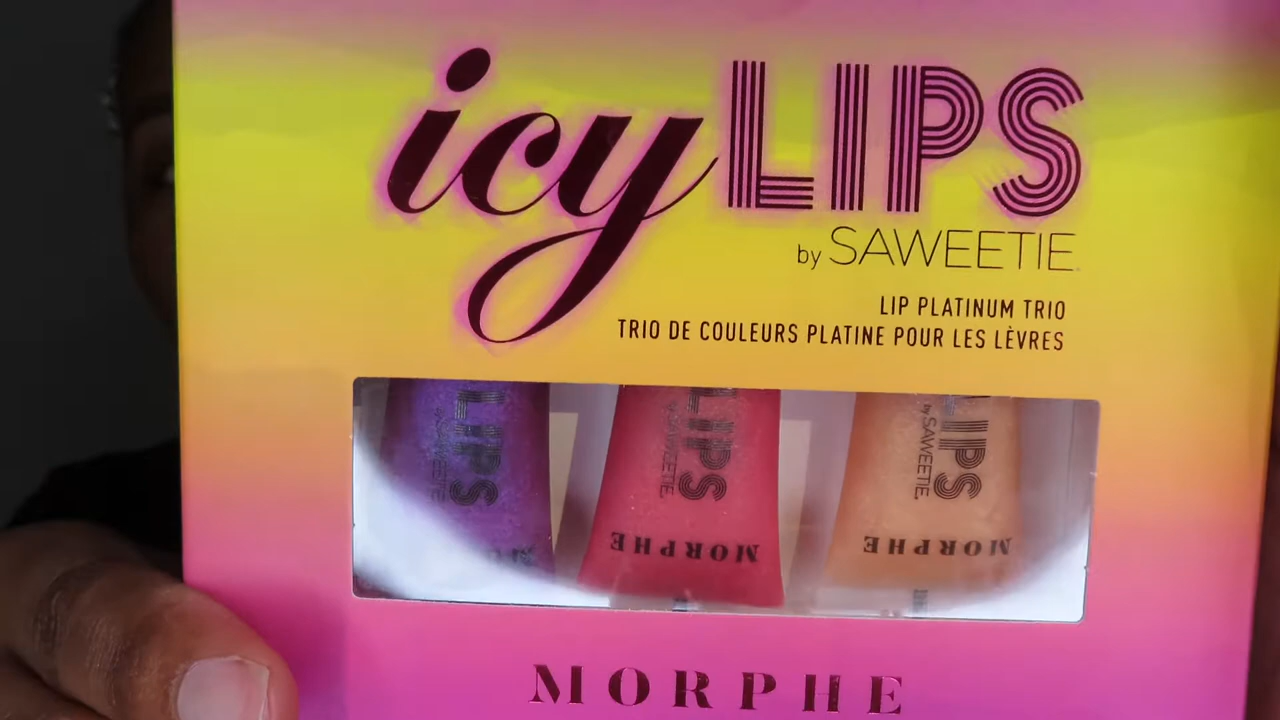 icy LIPS
by SAWEETIE
LIP PLATINUM TRIO
TRIO DE COULEURS PLATINE POUR LES LÈVRES
LIPS
by SAWEETIE
LIPS
by SAWEETIE
MORPHE
LIPS
by SAWEETIE
MORPHE
MORPHE